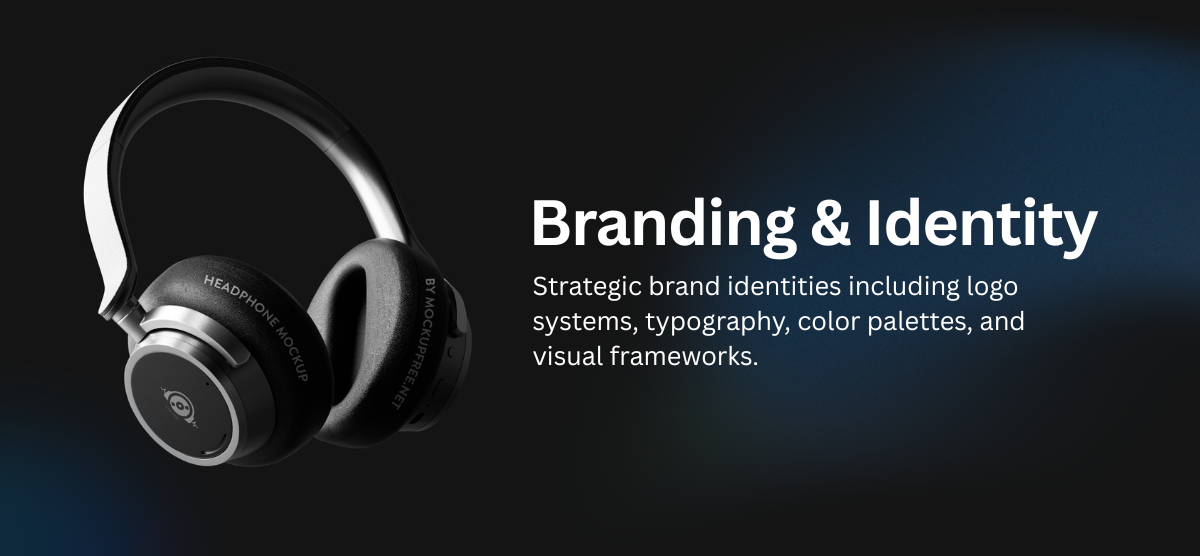 HEADPHONE MOCKUP
BY MOCKUPFREE.NET
Branding & Identity
Strategic brand identities including logo
systems, typography, color palettes, and
visual frameworks.